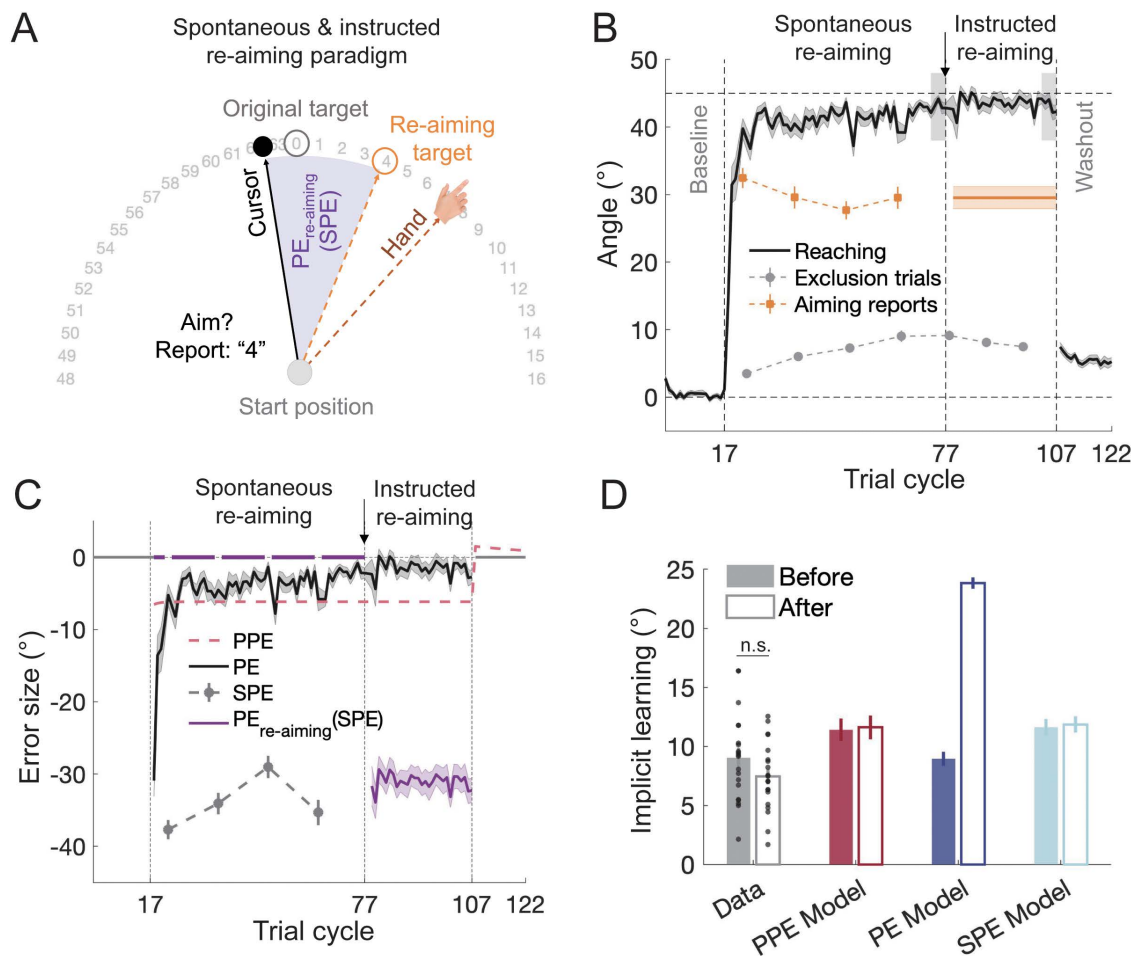 A
Spontaneous & instructed
re-aiming paradigm
Original target
Re-aiming
target
48
49
50
51
52
53
54
55
56
57
58
59
60
61
0
1
2
3
4
5
6
8
9
10
11
12
13
14
15
16
Cursor
PEre-aiming
(SPE)
Hand
Aim?
Report: “4”
Start position
B
Spontaneous
re-aiming
Instructed
re-aiming
Angle (°)
50
40
30
20
10
0
Baseline
Washout
Reaching
Exclusion trials
Aiming reports
17
77
107
122
Trial cycle
C
Spontaneous
re-aiming
Instructed
re-aiming
Error size (°)
0
-10
-20
-30
-40
PPE
PE
SPE
PEre-aiming(SPE)
17
77
107
122
Trial cycle
D
Implicit learning (°)
25
20
15
10
5
0
Before
After
n.s.
Data
PPE Model
PE Model
SPE Model